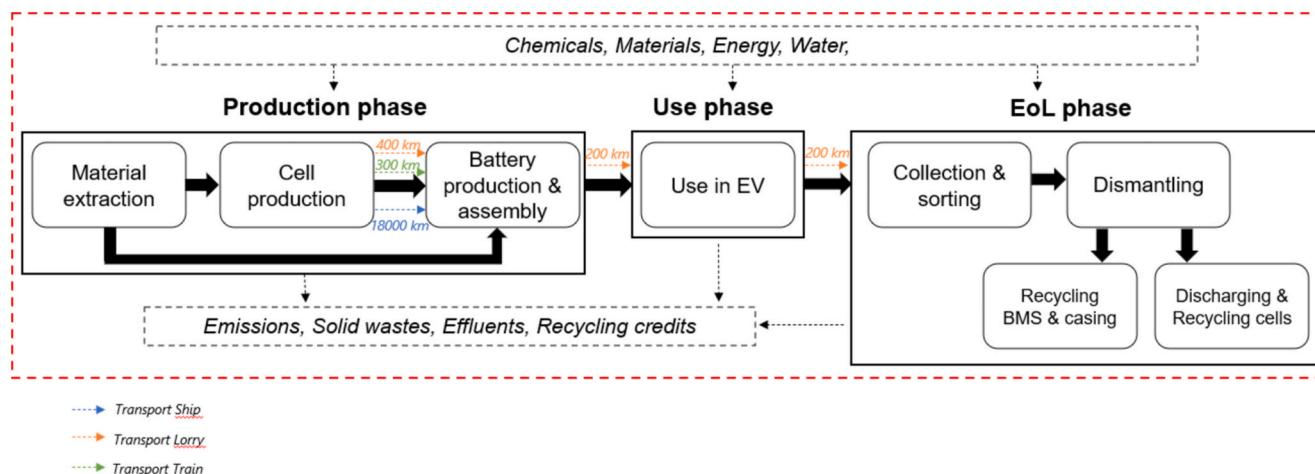 Chemicals, Materials, Energy, Water,
Production phase
Use phase
EoL phase
Material
extraction
Cell
production
400 km
300 km
18000 km
Battery
production &
assembly
200 km
Use in EV
200 km
Collection &
sorting
Dismantling
Recycling
BMS & casing
Discharging &
Recycling cells
Emissions, Solid wastes, Effluents, Recycling credits
Transport Ship
Transport Lorry
Transport Train